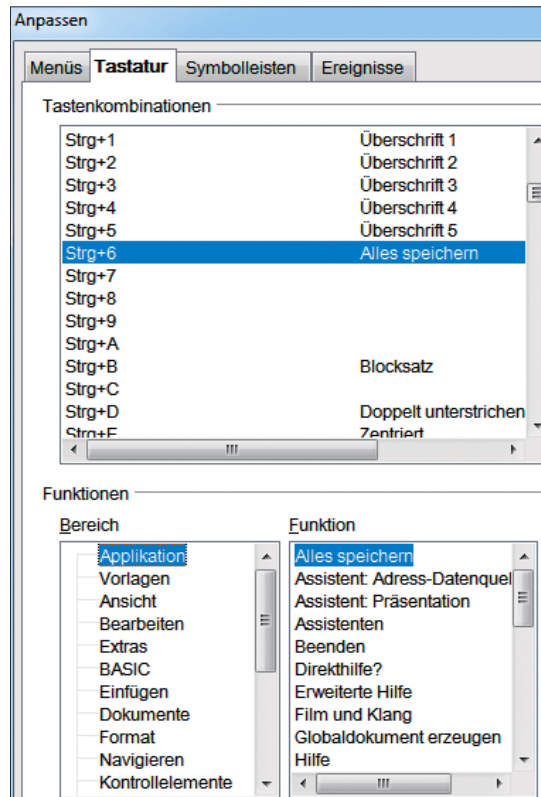 Anpassen
Menüs Tastatur Symbolleisten Ereignisse
Tastenkombinationen
Strg+1 Überschrift 1
Strg+2 Überschrift 2
Strg+3 Überschrift 3
Strg+4 Überschrift 4
Strg+5 Überschrift 5
Strg+6 Alles speichern
Strg+7
Strg+8
Strg+9
Strg+A
Strg+B Blocksatz
Strg+C
Strg+D Doppelt unterstrichen
Strg+E Zentriert
Funktionen
Bereich Funktion
Applikation Alles speichern
Vorlagen Assistent: Adress-Datenquel
Ansicht Assistent: Präsentation
Bearbeiten Assistenten
Extras Beenden
BASIC Direkthilfe?
Einfügen Erweiterte Hilfe
Dokumente Film und Klang
Format Globaldokument erzeugen
Navigieren Hilfe
Kontrollelemente